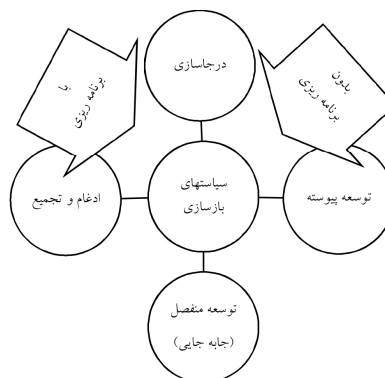 درجاسازی
بدون
برنامه ریزی
با
برنامه ریزی
توسعه پیوسته
سیاستهای
بازسازی
ادغام و تجمیع
توسعه منفصل
(جابه جایی)